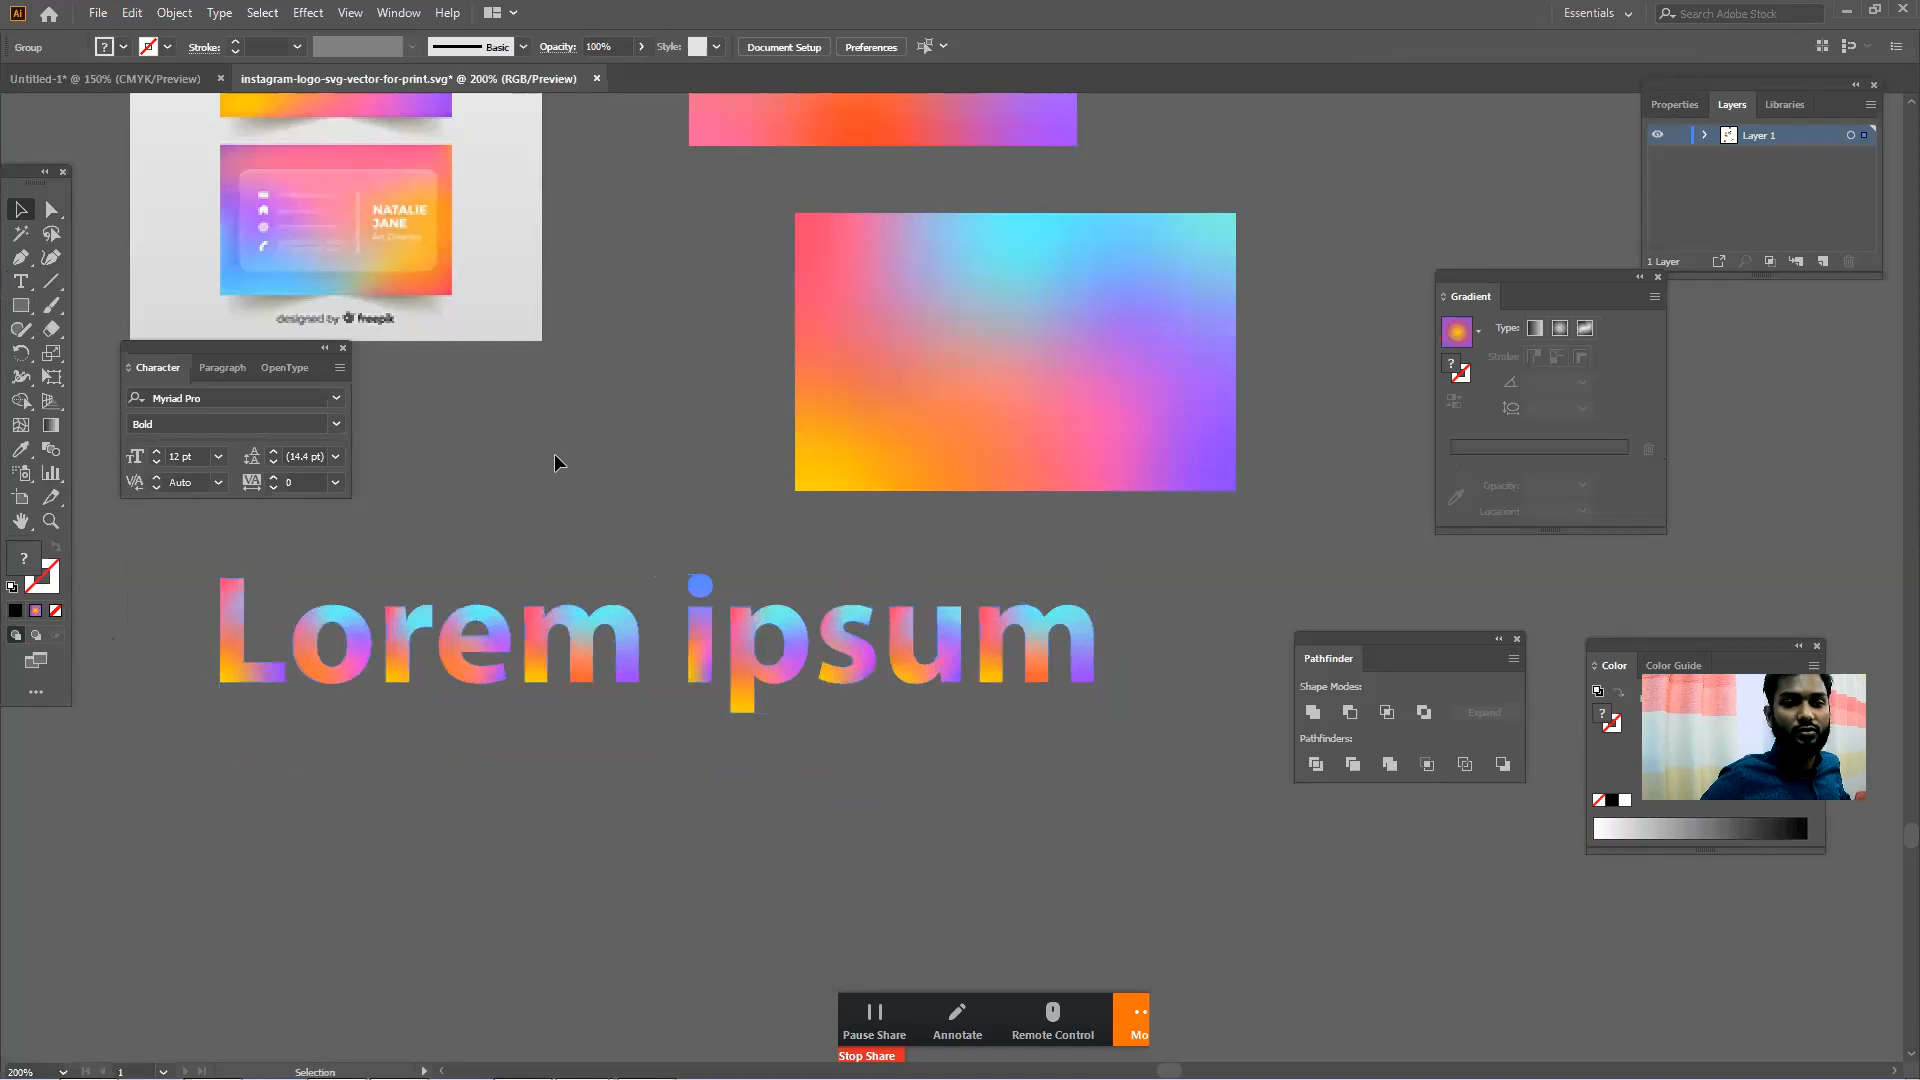 Ai File Edit Object Type Select Effect View Window Help Essentials Search Adobe Stock
Group ? Stroke: Basic Opacity: 100% Style: Document Setup Preferences
Untitled-1* @ 150% (CMYK/Preview) × instagram-logo-svg-vector-for-print.svg* @ 200% (RGB/Preview) ×
Properties Layers Libraries
Layer 1
1 Layer
NATALIE
JANE
Art Director
designed by freepik
Character Paragraph OpenType
Myriad Pro
Bold
12 pt (14.4 pt)
Auto 0
Gradient
Type:
Stroke:
Opacity:
Location:
Lorem ipsum
Pathfinder
Shape Modes:
Expand
Pathfinders:
Color Color Guide
Pause Share Annotate Remote Control Mo
Stop Share
200% 1 Selection